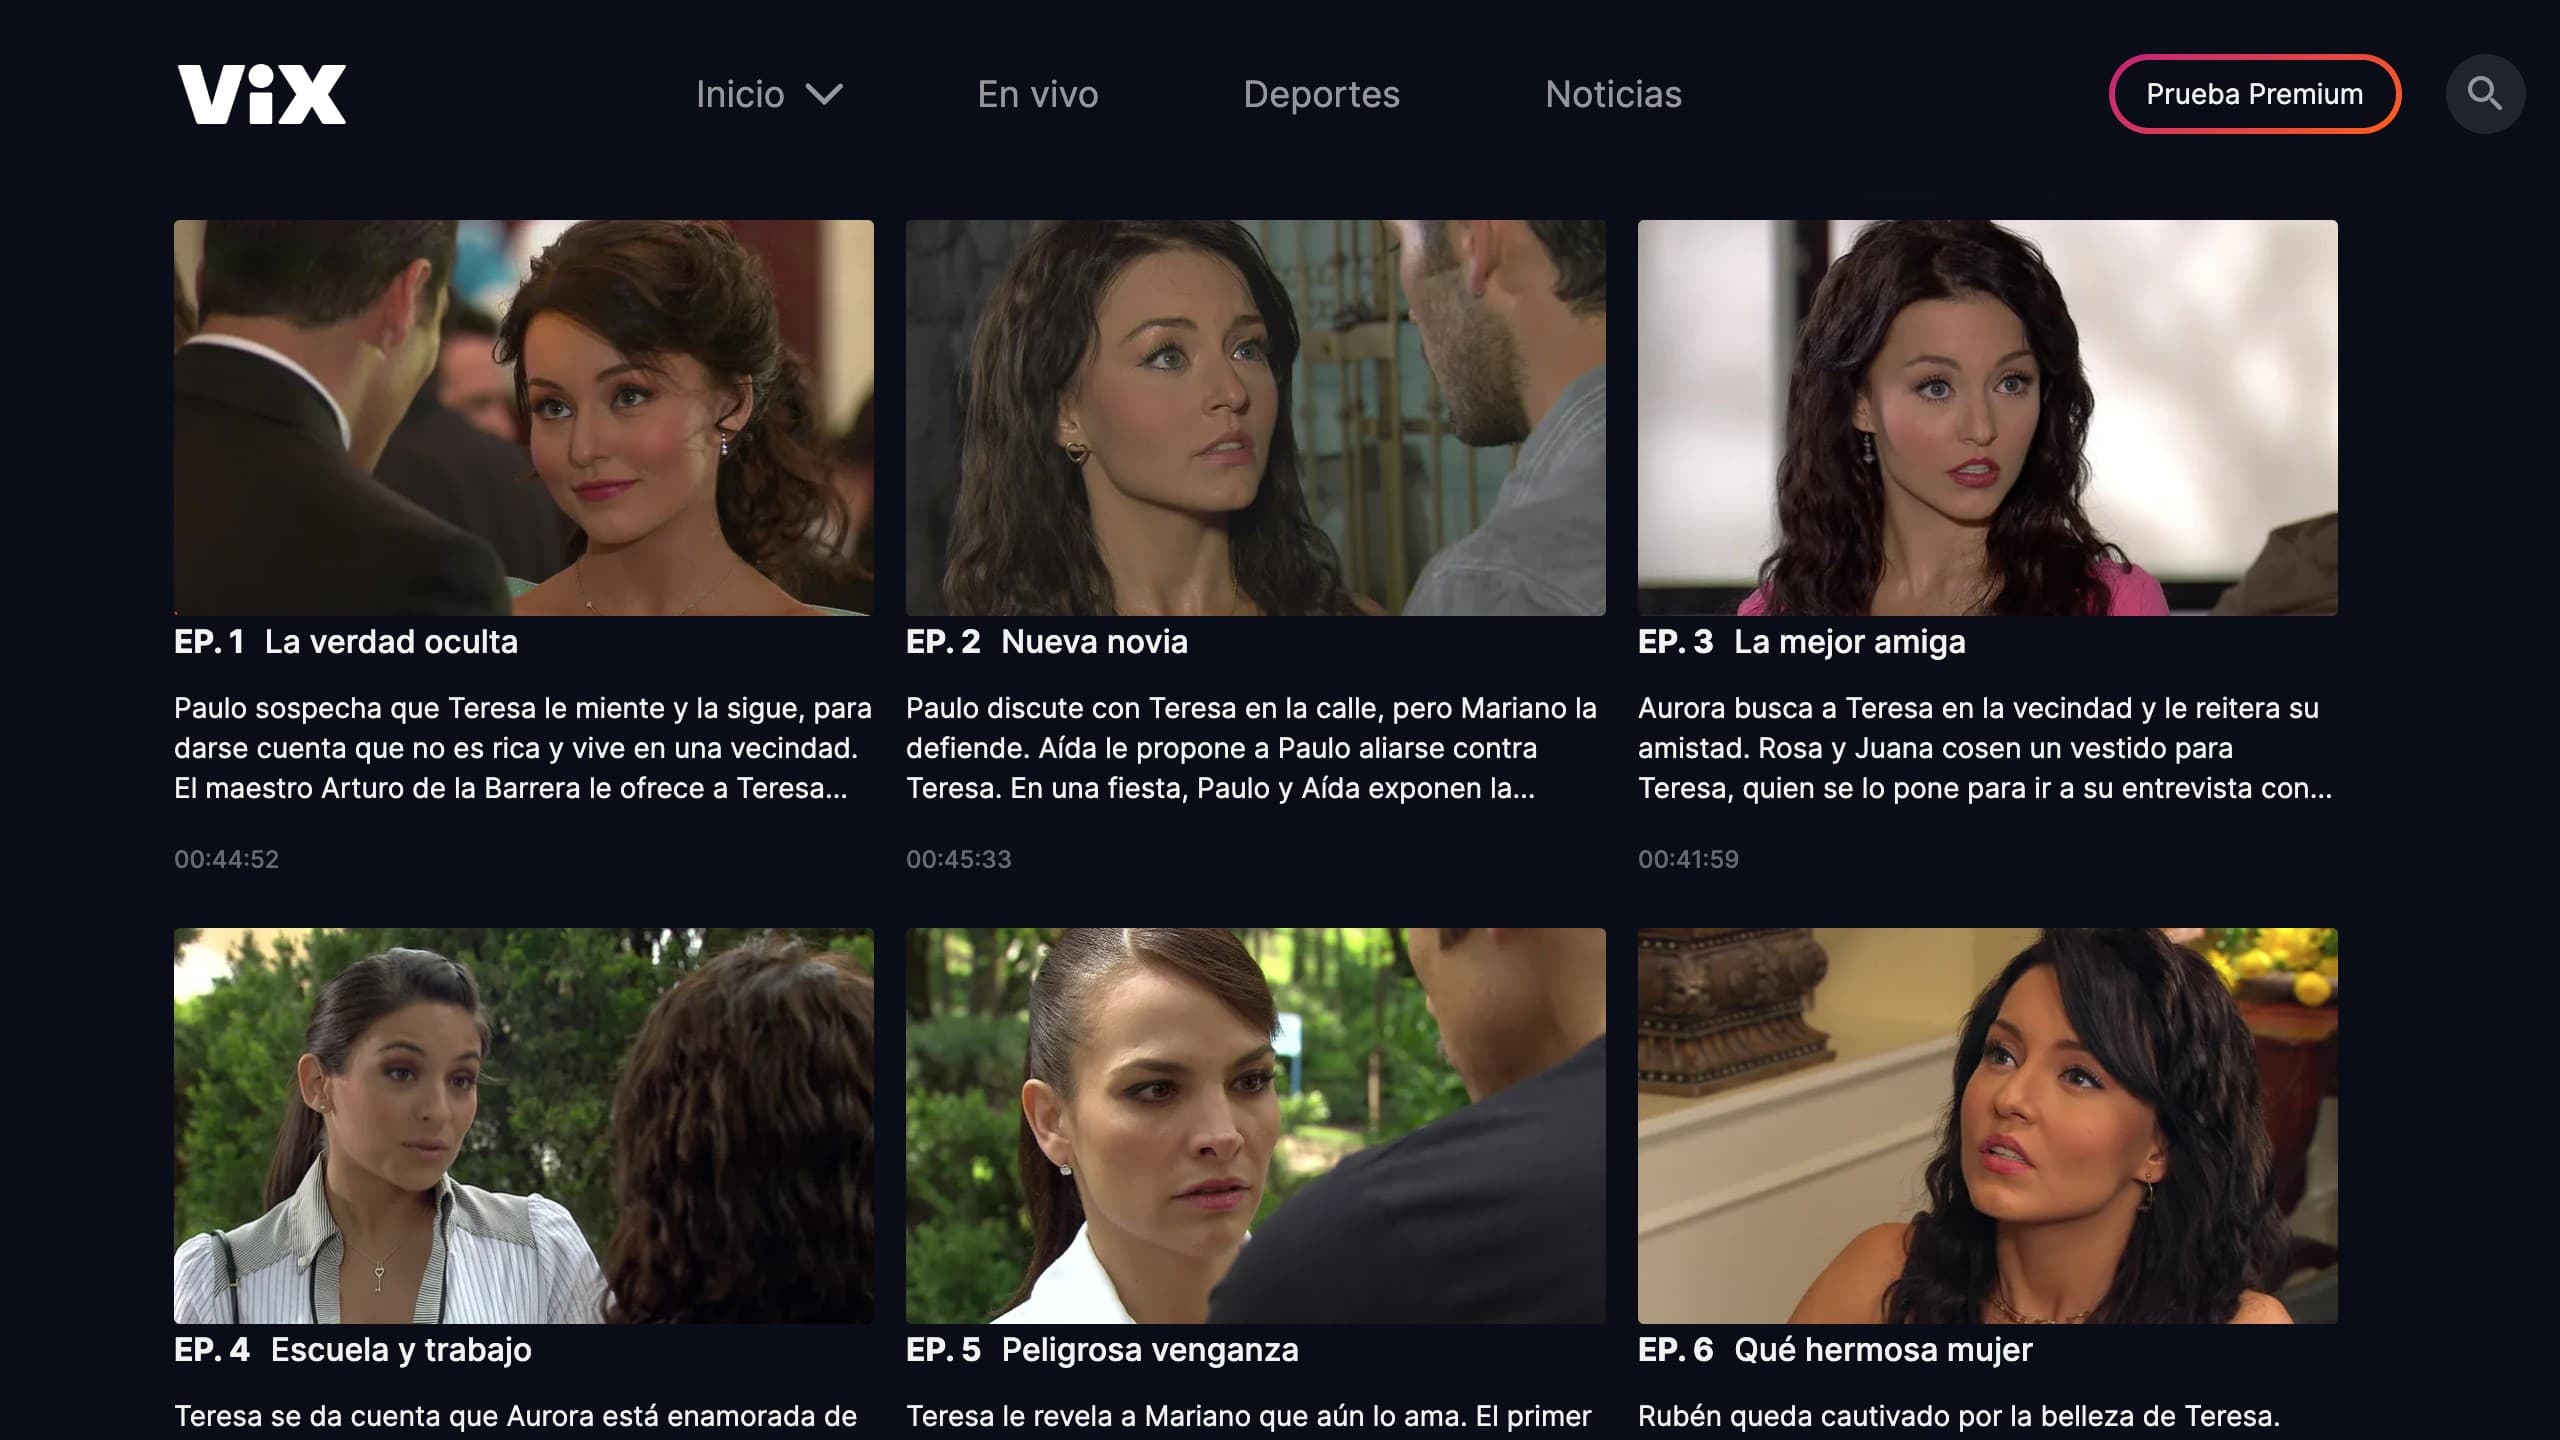 ViX
Inicio
En vivo
Deportes
Noticias
Prueba Premium
EP. 1 La verdad oculta
Paulo sospecha que Teresa le miente y la sigue, para
darse cuenta que no es rica y vive en una vecindad.
El maestro Arturo de la Barrera le ofrece a Teresa...
00:44:52
EP. 2 Nueva novia
Paulo discute con Teresa en la calle, pero Mariano la
defiende. Aída le propone a Paulo aliarse contra
Teresa. En una fiesta, Paulo y Aída exponen la...
00:45:33
EP. 3 La mejor amiga
Aurora busca a Teresa en la vecindad y le reitera su
amistad. Rosa y Juana cosen un vestido para
Teresa, quien se lo pone para ir a su entrevista con...
00:41:59
EP. 4 Escuela y trabajo
Teresa se da cuenta que Aurora está enamorada de
EP. 5 Peligrosa venganza
Teresa le revela a Mariano que aún lo ama. El primer
EP. 6 Qué hermosa mujer
Rubén queda cautivado por la belleza de Teresa.